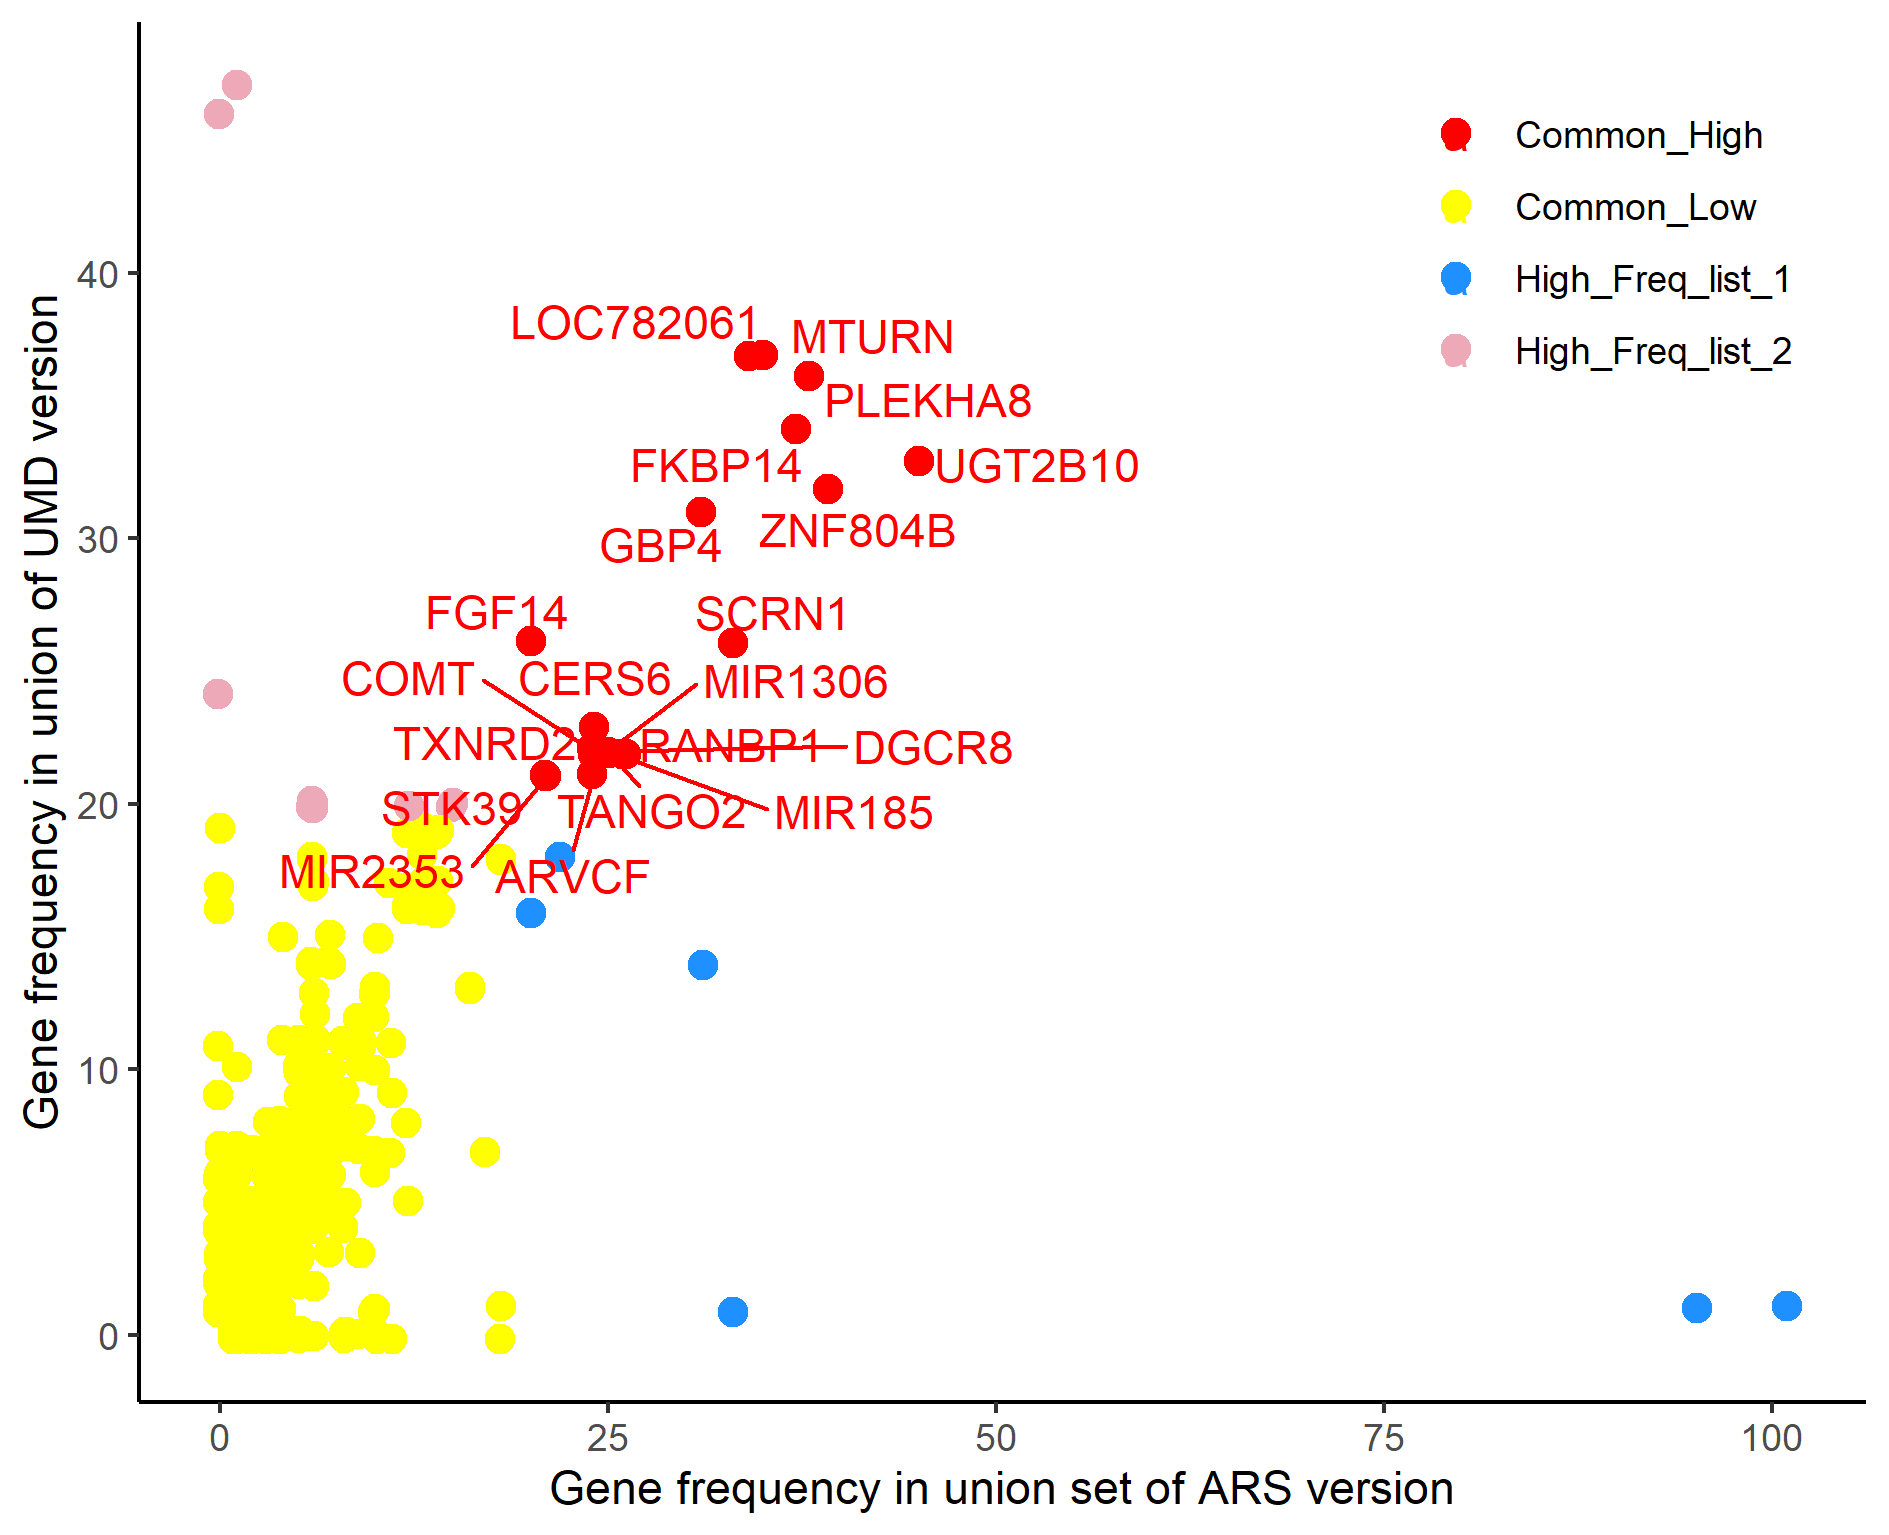 Common_High
Common_Low
High_Freq_list_1
High_Freq_list_2
Gene frequency in union of UMD version
40
30
20
10
0
LOC782061
MTURN
PLEKHA8
FKBP14
UGT2B10
ZNF804B
GBP4
FGF14
SCRN1
COMT
CERS6
MIR1306
TXNRD2
RANBP1
DGCR8
STK39
TANGO2
MIR185
MIR2353
ARVCF
0
25
50
75
100
Gene frequency in union set of ARS version